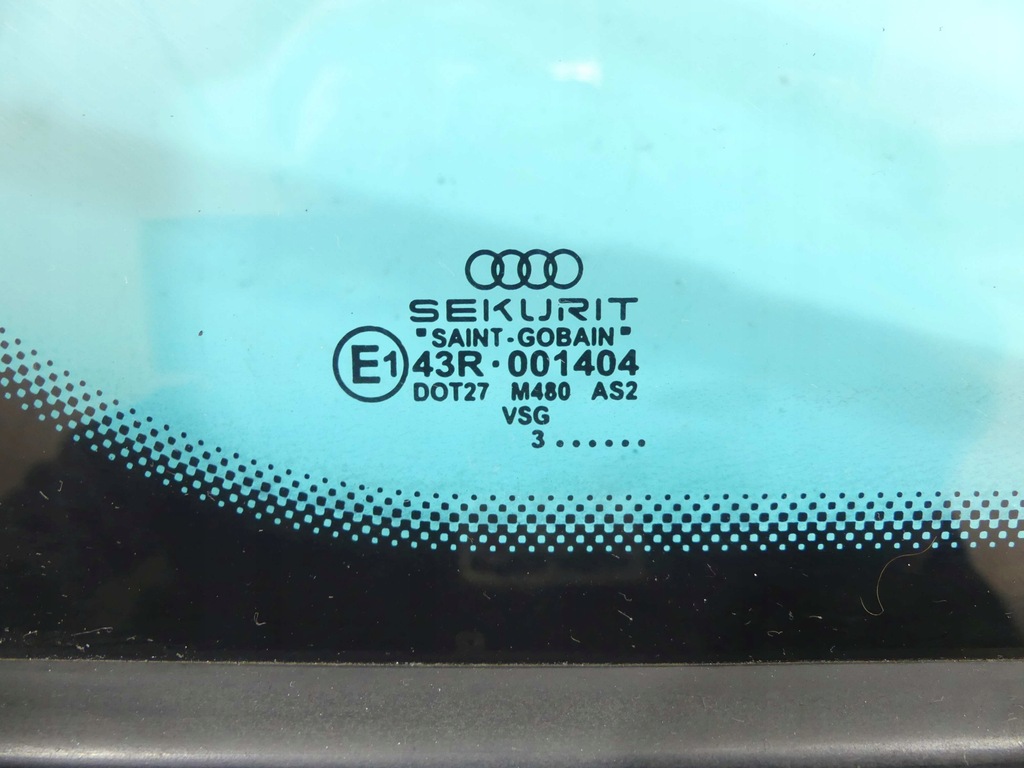 SEKURIT
"SAINT-GOBAIN"
E1 43R·001404
DOT27 M480 AS2
VSG
3 ......